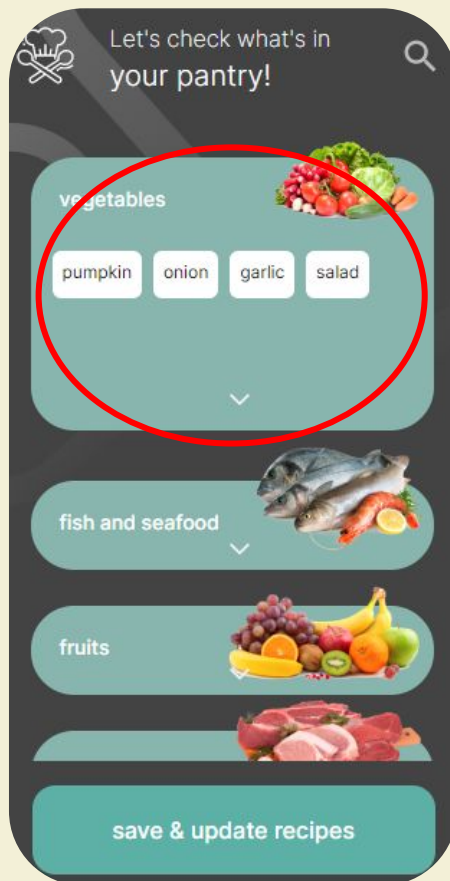 Let's check what's in
your pantry!
vegetables
pumpkin onion garlic salad
fish and seafood
fruits
save & update recipes